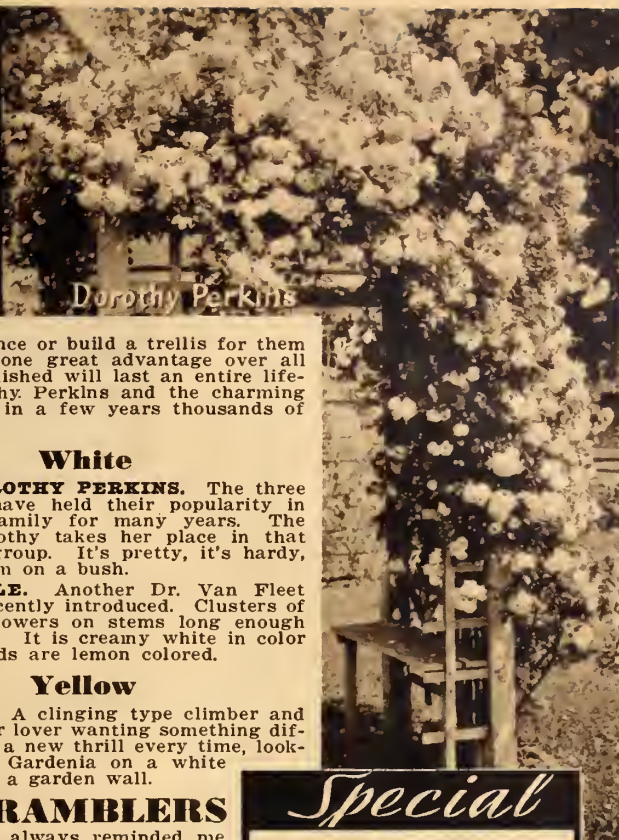 Dorothy Perkins
nce or build a trellis for them
one great advantage over all
ished will last an entire life-
hy Perkins and the charming
in a few years thousands of
White
OTHY PERKINS. The three
have held their popularity in
amily for many years. The
othy takes her place in that
roup. It's pretty, it's hardy,
m on a bush.
LE. Another Dr. Van Fleet
cently introduced. Clusters of
owers on stems long enough
It is creamy white in color
ds are lemon colored.
Yellow
A clinging type climber and
r lover wanting something dif-
a new thrill every time, look-
Gardenia on a white
a garden wall.
RAMBLERS
always reminded me
Special